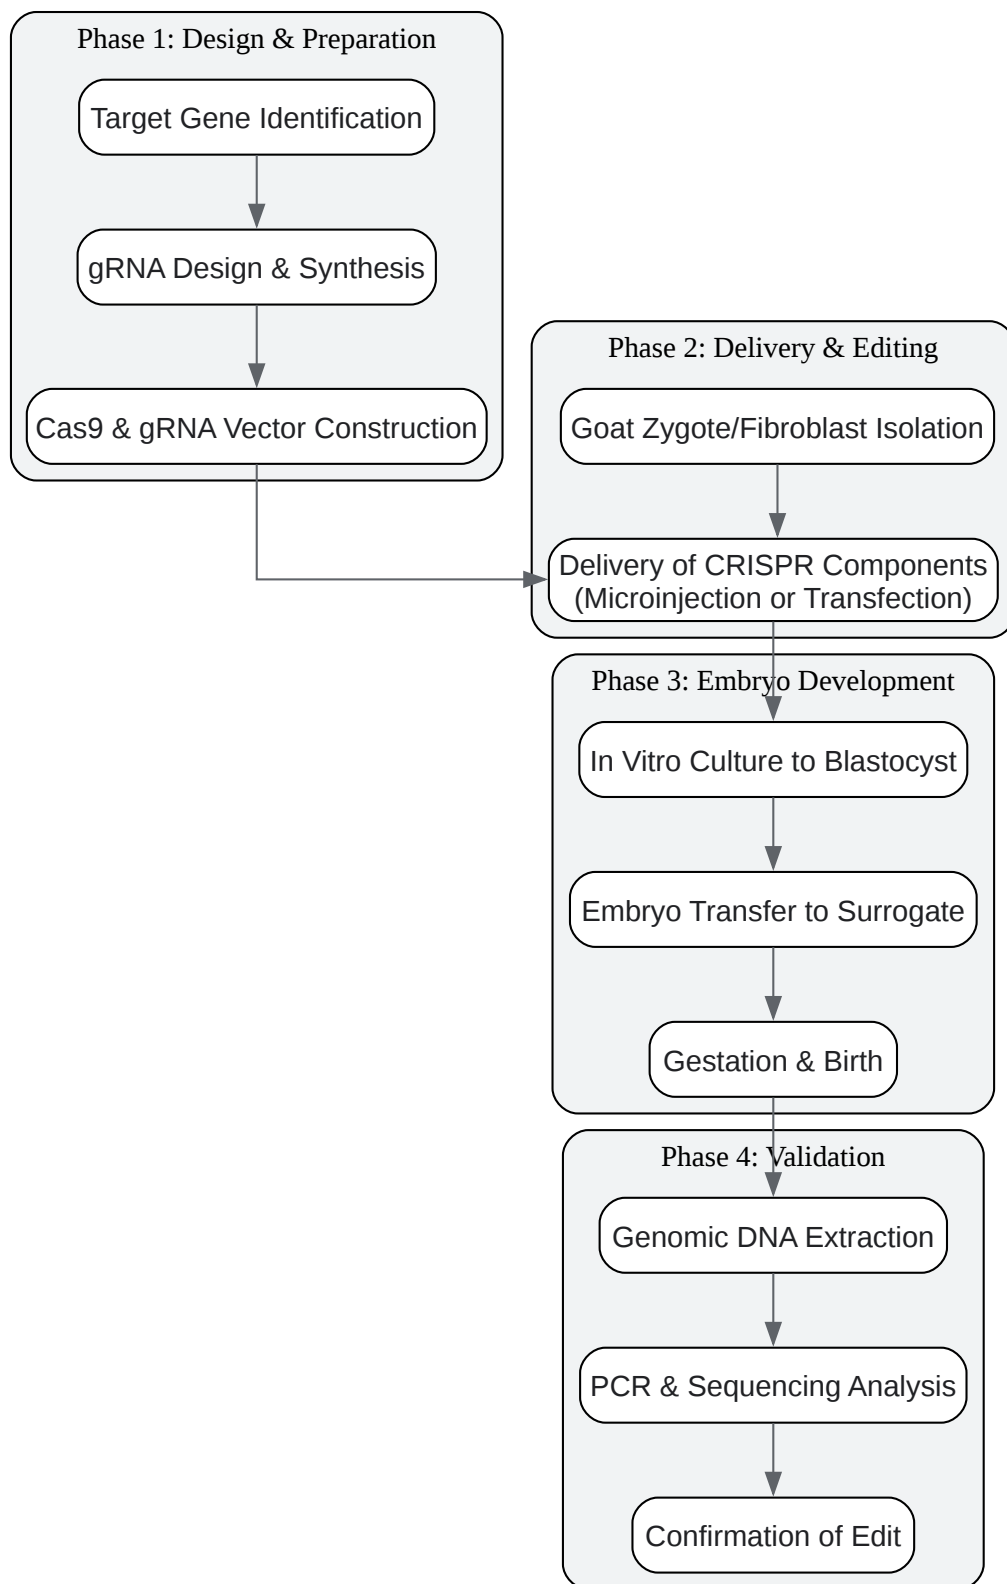 Phase 1: Design & Preparation
Target Gene Identification
gRNA Design & Synthesis
Cas9 & gRNA Vector Construction
Phase 2: Delivery & Editing
Goat Zygote/Fibroblast Isolation
Delivery of CRISPR Components
(Microinjection or Transfection)
Phase 3: Embryo Development
In Vitro Culture to Blastocyst
Embryo Transfer to Surrogate
Gestation & Birth
Phase 4: Validation
Genomic DNA Extraction
PCR & Sequencing Analysis
Confirmation of Edit